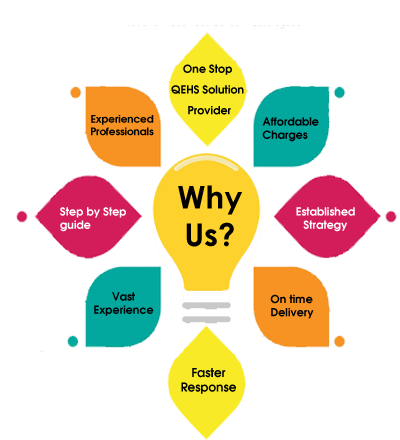 One Stop
QEHS Solution
Provider
Experienced
Professionals
Affordable
Charges
Why
Us?
Step by Step
guide
Established
Strategy
Vast
Experience
On time
Delivery
Faster
Response